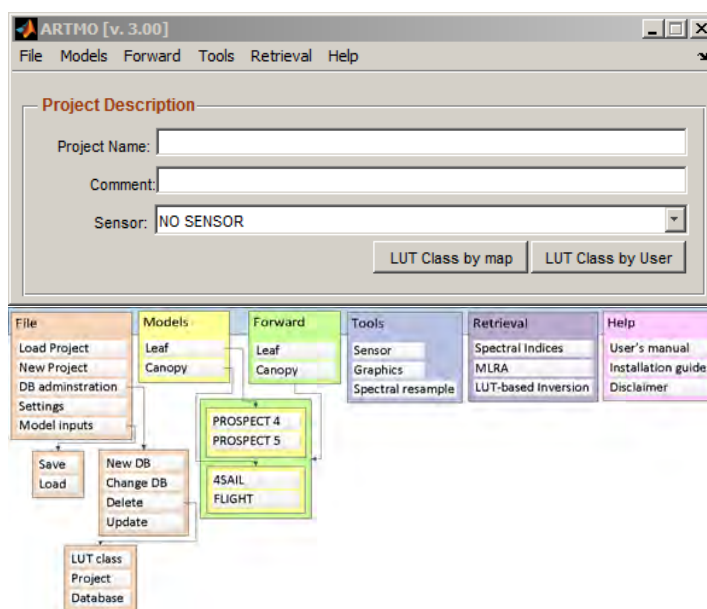 ARTMO [v. 3.00]
File Models Forward Tools Retrieval Help
Project Description
Project Name:
Comment:
Sensor: NO SENSOR
LUT Class by map LUT Class by User
File
Load Project
New Project
DB adminstration
Settings
Model inputs
Save
Load
New DB
Change DB
Delete
Update
LUT class
Project
Database
Models
Leaf
Canopy
Forward
Leaf
Canopy
PROSPECT 4
PROSPECT 5
4SAIL
FLIGHT
Tools
Sensor
Graphics
Spectral resample
Retrieval
Spectral Indices
MLRA
LUT-based Inversion
Help
User's manual
Installation guide
Disclaimer